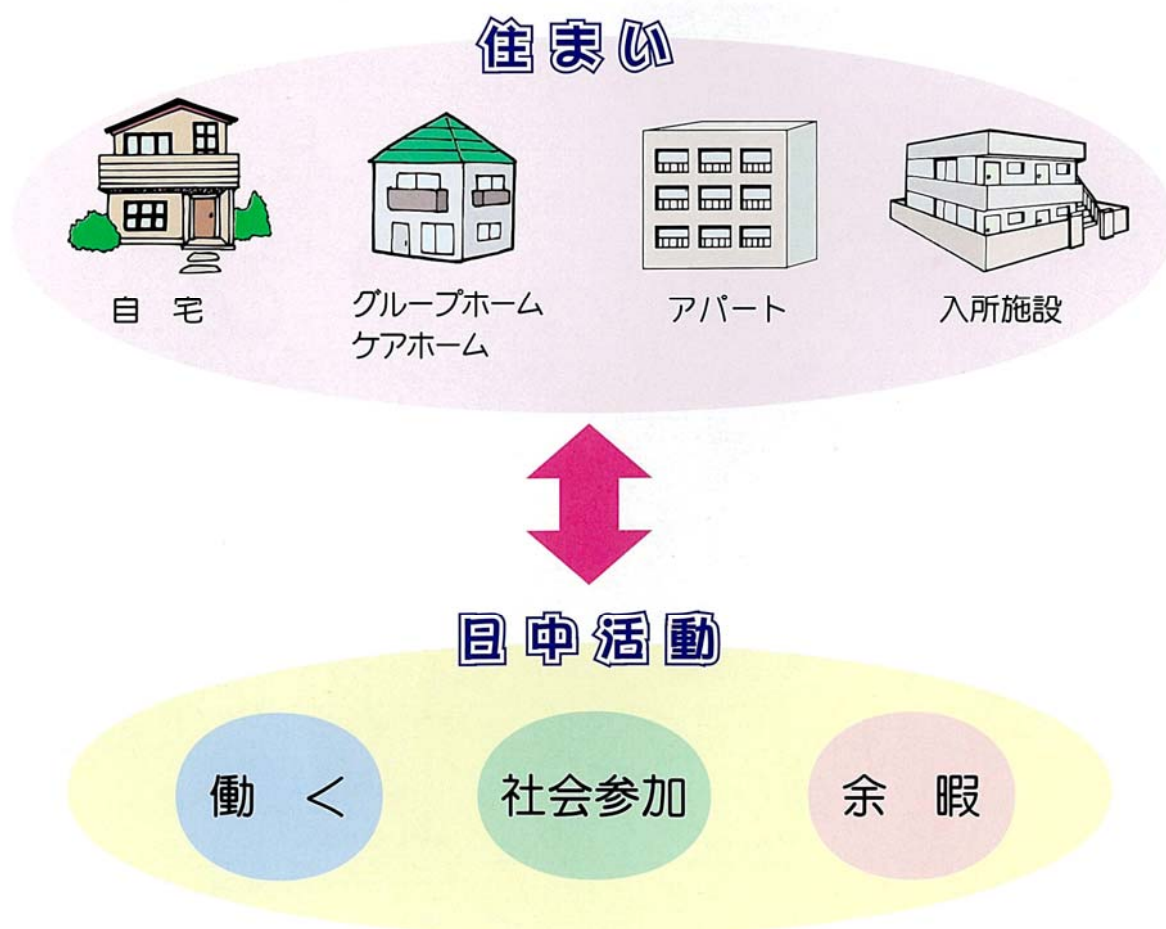 住まい
自 宅
グループホーム
ケアホーム
アパート
入所施設
日中活動
働 く
社会参加
余 暇